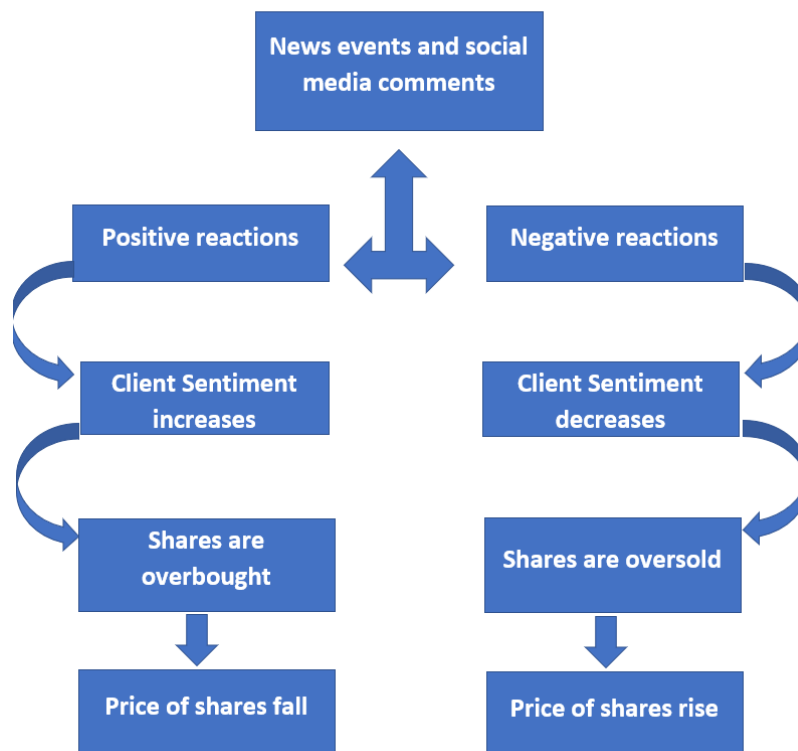 News events and social
media comments
Positive reactions
Negative reactions
Client Sentiment
increases
Client Sentiment
decreases
Shares are
overbought
Shares are oversold
Price of shares fall
Price of shares rise